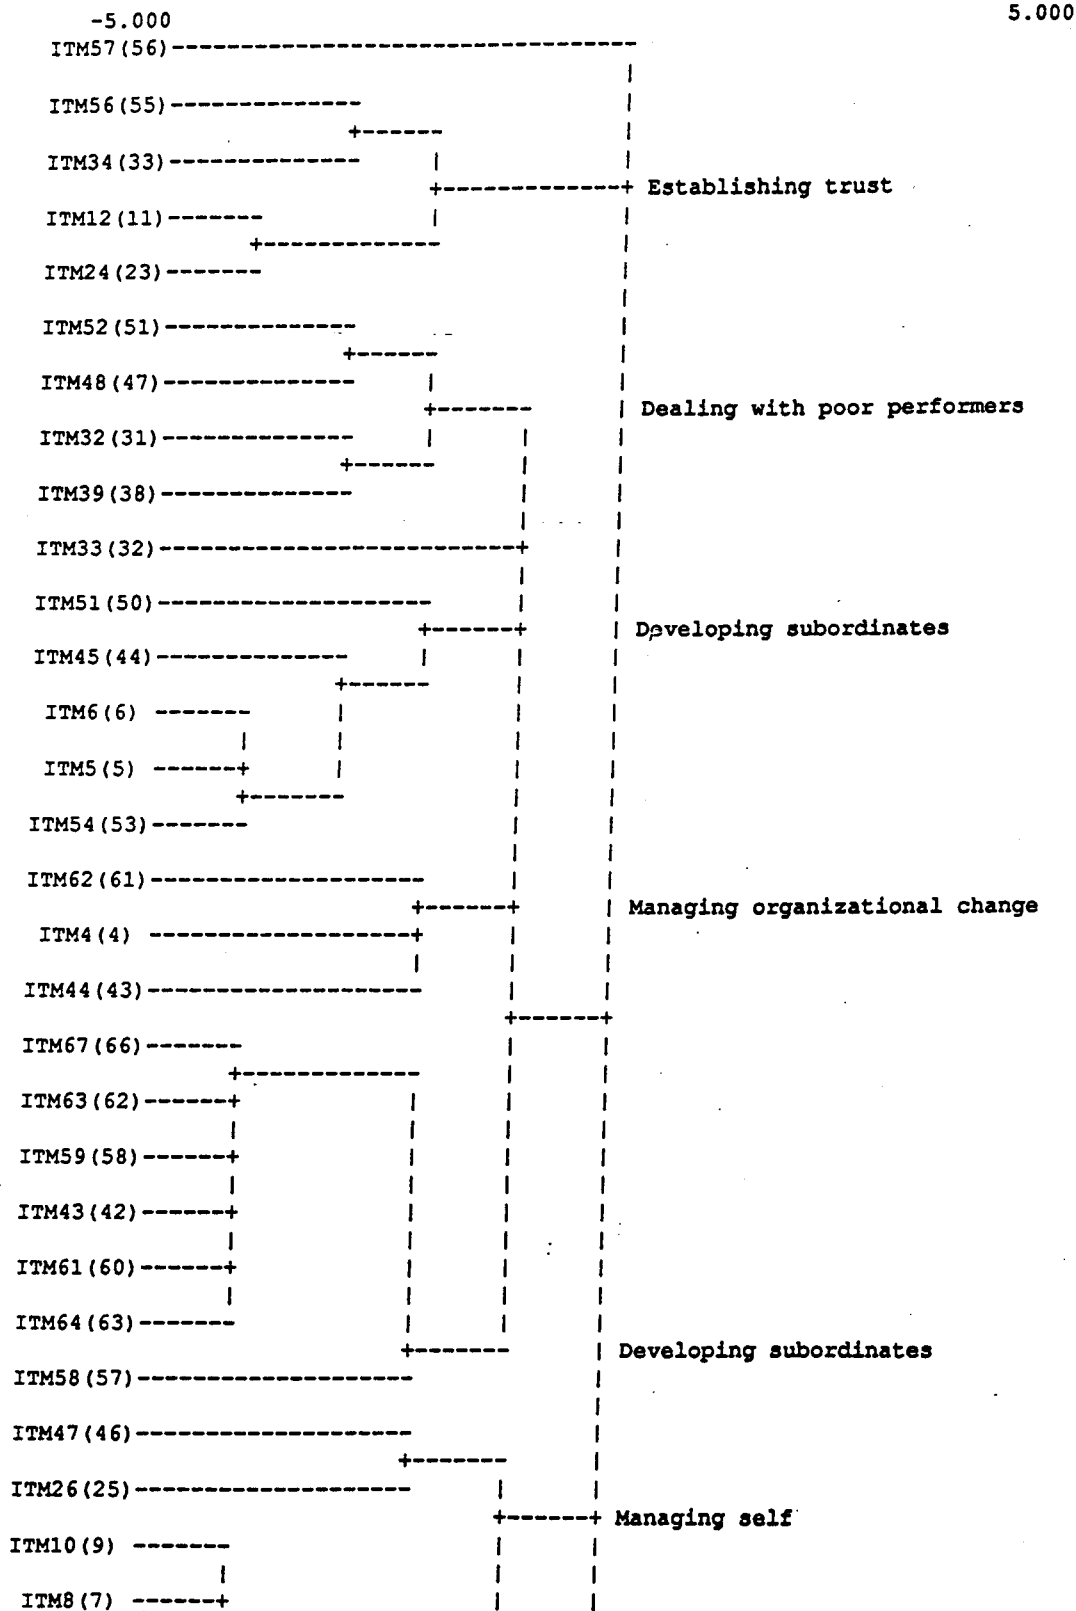 -5.000 5.000
ITM57(56)
ITM56(55)
ITM34(33)
Establishing trust
ITM12(11)
ITM24(23)
ITM52(51)
ITM48(47)
Dealing with poor performers
ITM32(31)
ITM39(38)
ITM33(32)
ITM51(50)
Developing subordinates
ITM45(44)
ITM6(6)
ITM5(5)
ITM54(53)
ITM62(61)
Managing organizational change
ITM4(4)
ITM44(43)
ITM67(66)
ITM63(62)
ITM59(58)
ITM43(42)
ITM61(60)
ITM64(63)
Developing subordinates
ITM58(57)
ITM47(46)
ITM26(25)
Managing self
ITM10(9)
ITM8(7)